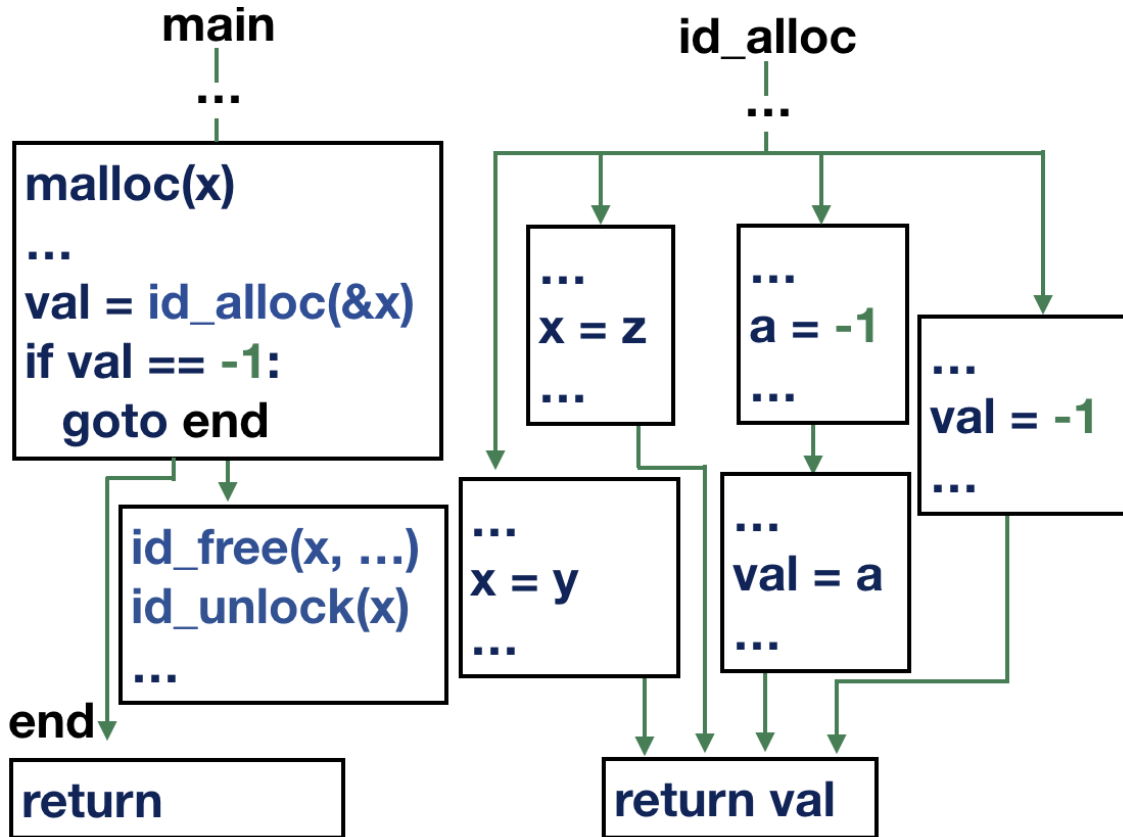 main
...
malloc(x)
...
val = id_alloc(&x)
if val == -1:
goto end
id_free(x, ...)
id_unlock(x)
...
end
return
id_alloc
...
...
x = z
...
...
a = -1
...
...
val = -1
...
...
x = y
...
...
val = a
...
return val